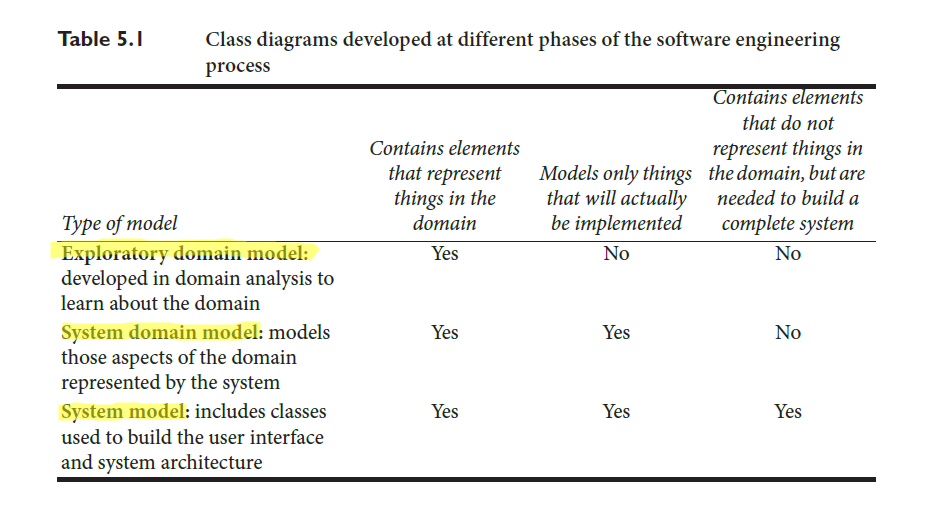 Table 5.1 Class diagrams developed at different phases of the software engineering
process
Contains elements
that do not
Contains elements represent things in
that represent Models only things the domain, but are
things in the that will actually needed to build a
Type of model domain be implemented complete system
Exploratory domain model: Yes No No
developed in domain analysis to
learn about the domain
System domain model: models Yes Yes No
those aspects of the domain
represented by the system
System model: includes classes Yes Yes Yes
used to build the user interface
and system architecture